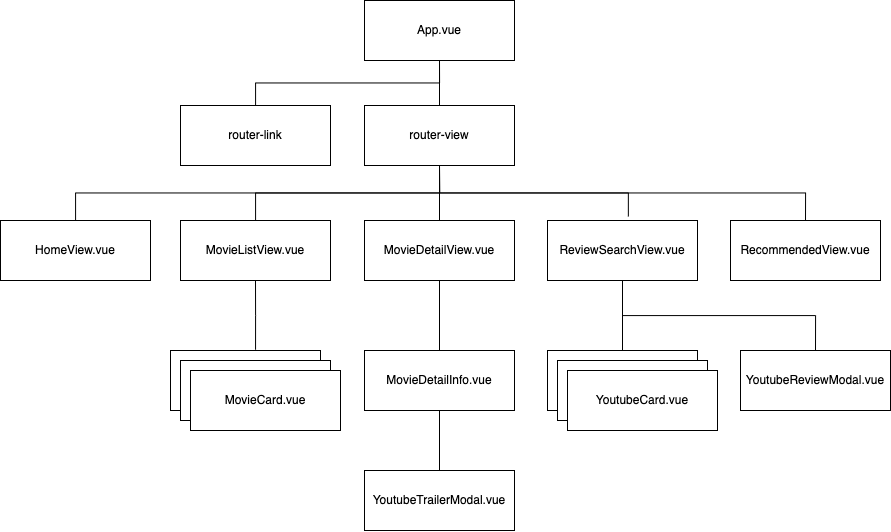 App.vue
router-link
router-view
HomeView.vue
MovieListView.vue
MovieDetailView.vue
ReviewSearchView.vue
RecommendedView.vue
MovieCard.vue
MovieDetailInfo.vue
YoutubeCard.vue
YoutubeReviewModal.vue
YoutubeTrailerModal.vue